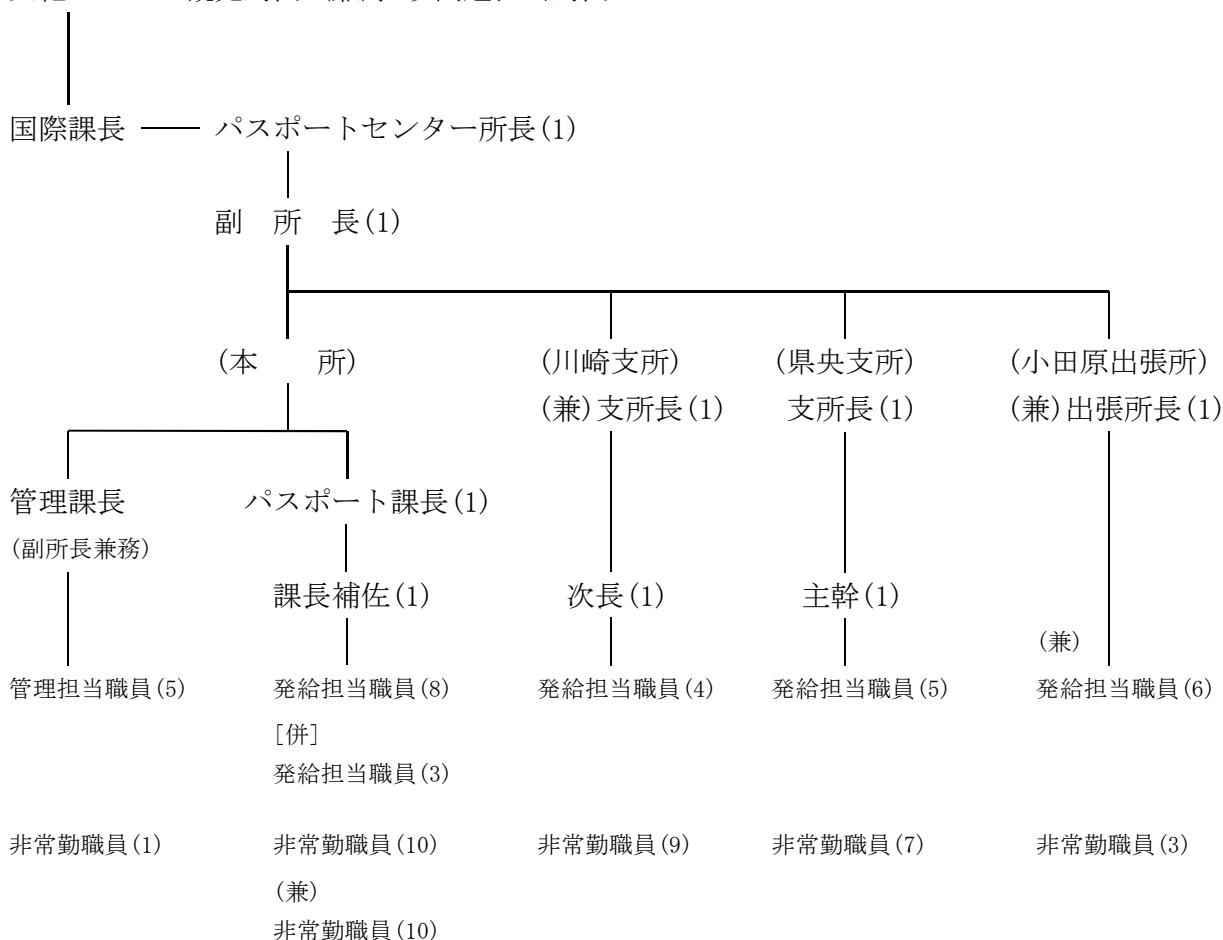 国際課長 パスポートセンター所長(1)
副 所 長(1)
(本 所) (川崎支所) (県央支所) (小田原出張所)
(兼)支所長(1) 支所長(1) (兼)出張所長(1)
管理課長 パスポート課長(1)
(副所長兼務)
課長補佐(1) 次長(1) 主幹(1)
(兼)
管理担当職員(5) 発給担当職員(8) 発給担当職員(4) 発給担当職員(5) 発給担当職員(6)
[併]
発給担当職員(3)
非常勤職員(1) 非常勤職員(10) 非常勤職員(9) 非常勤職員(7) 非常勤職員(3)
(兼)
非常勤職員(10)